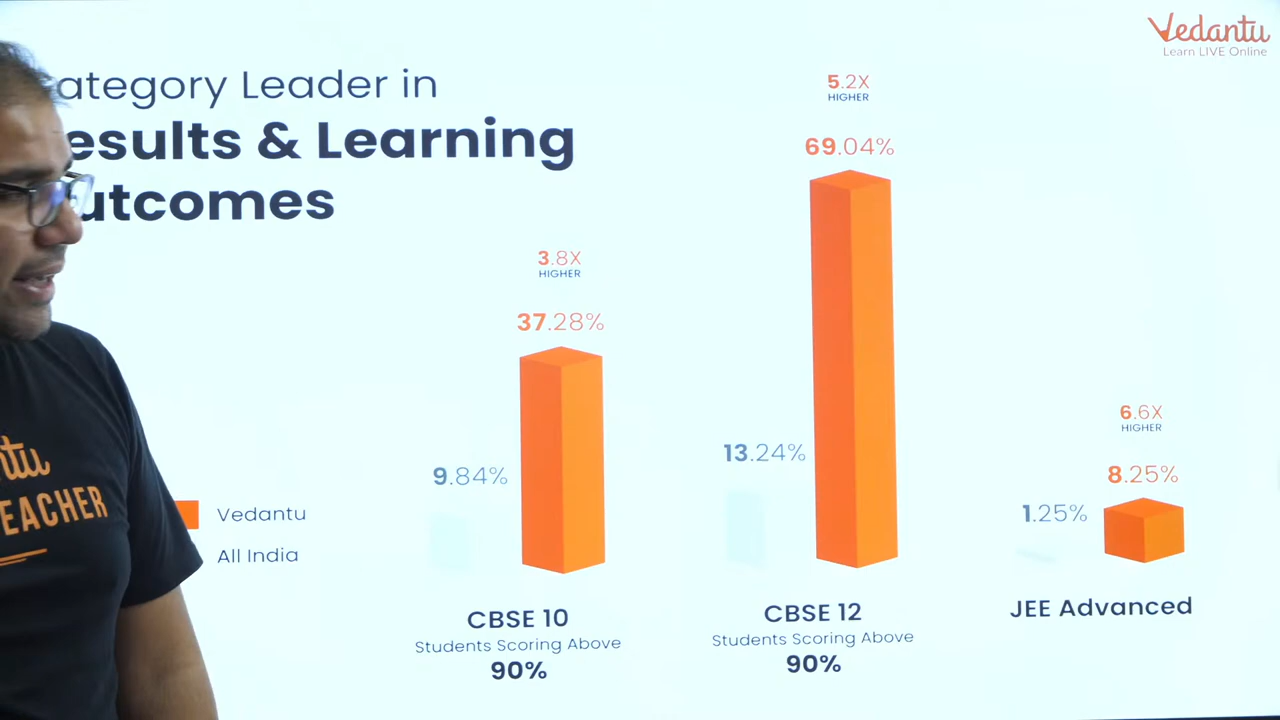 Vedantu
Learn LIVE Online
ategory Leader in
esults & Learning
utcomes
5.2X
HIGHER
69.04%
3.8X
HIGHER
37.28%
9.84%
13.24%
6.6X
HIGHER
8.25%
1.25%
tu
EACHER
Vedantu
All India
CBSE 10
Students Scoring Above
90%
CBSE 12
Students Scoring Above
90%
JEE Advanced